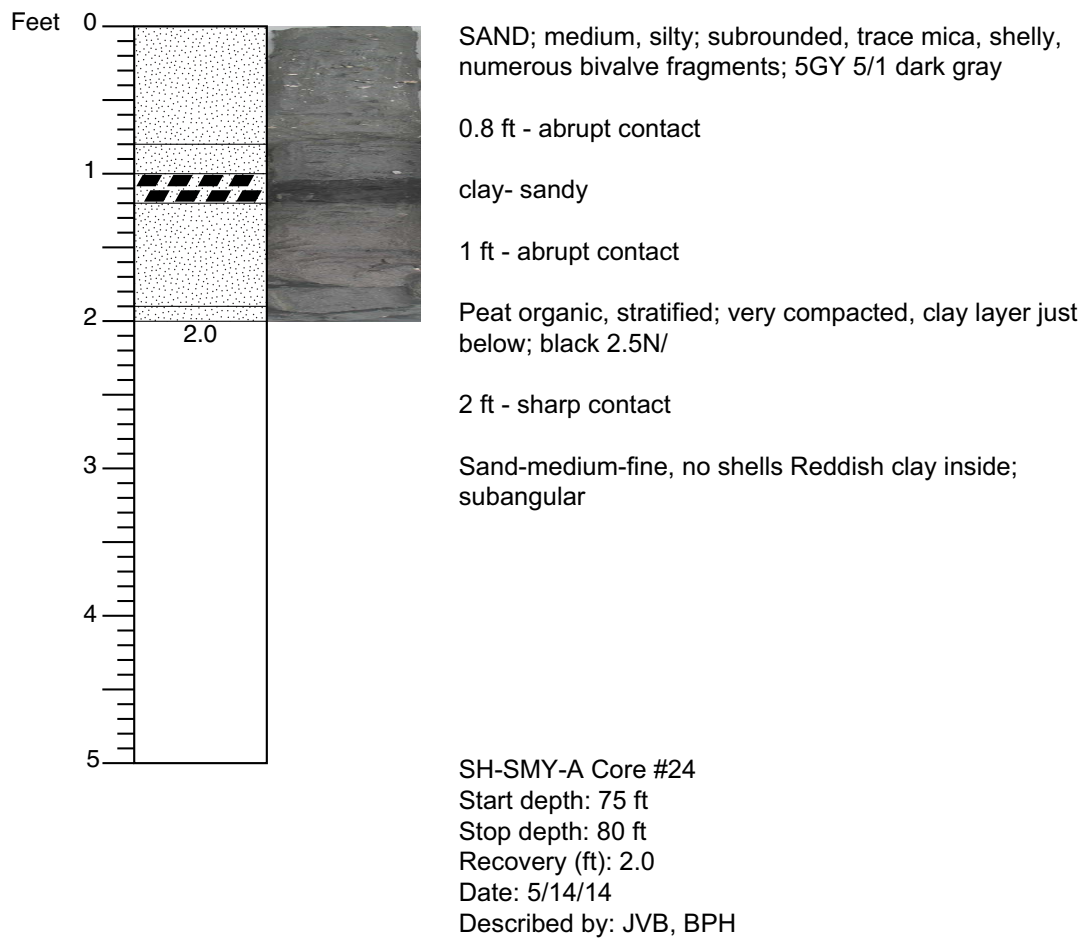 Feet 0
SAND; medium, silty; subrounded, trace mica, shelly,
numerous bivalve fragments; 5GY 5/1 dark gray
0.8 ft - abrupt contact
1
clay- sandy
1 ft - abrupt contact
Peat organic, stratified; very compacted, clay layer just
below; black 2.5N/
2
2.0
2 ft - sharp contact
3
Sand-medium-fine, no shells Reddish clay inside;
subangular
4
5
SH-SMY-A Core #24
Start depth: 75 ft
Stop depth: 80 ft
Recovery (ft): 2.0
Date: 5/14/14
Described by: JVB, BPH